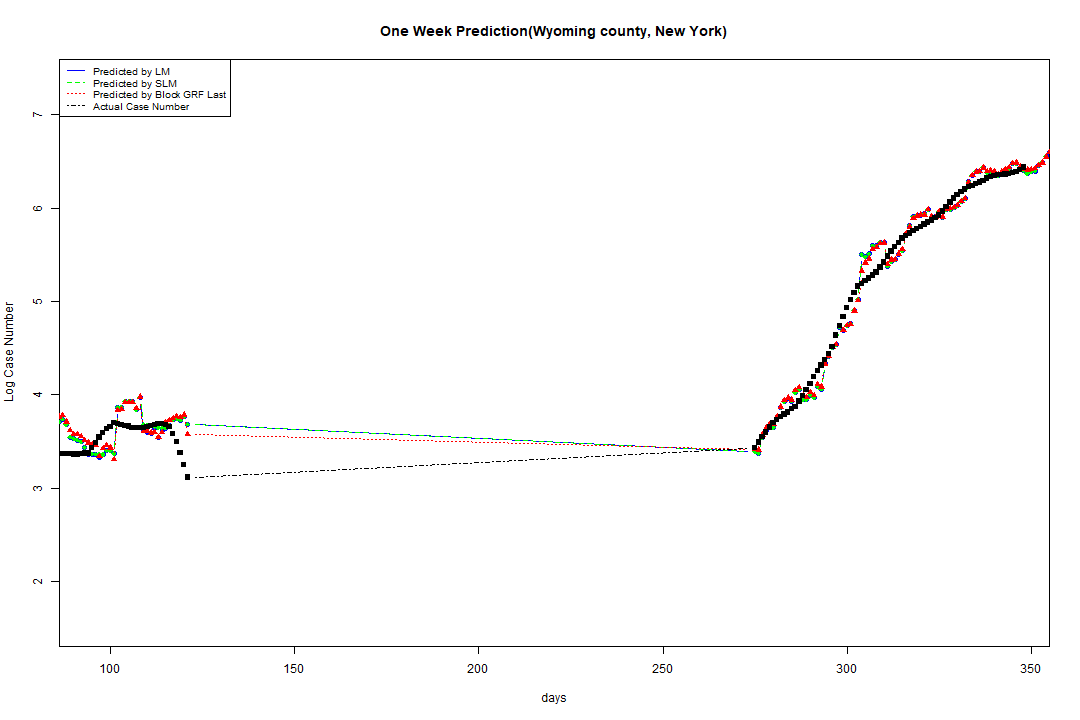 One Week Prediction(Wyoming county, New York)
Predicted by LM
Predicted by SLM
Predicted by Block GRF Last
Actual Case Number
7
6
5
4
3
2
Log Case Number
100 150 200 250 300 350
days